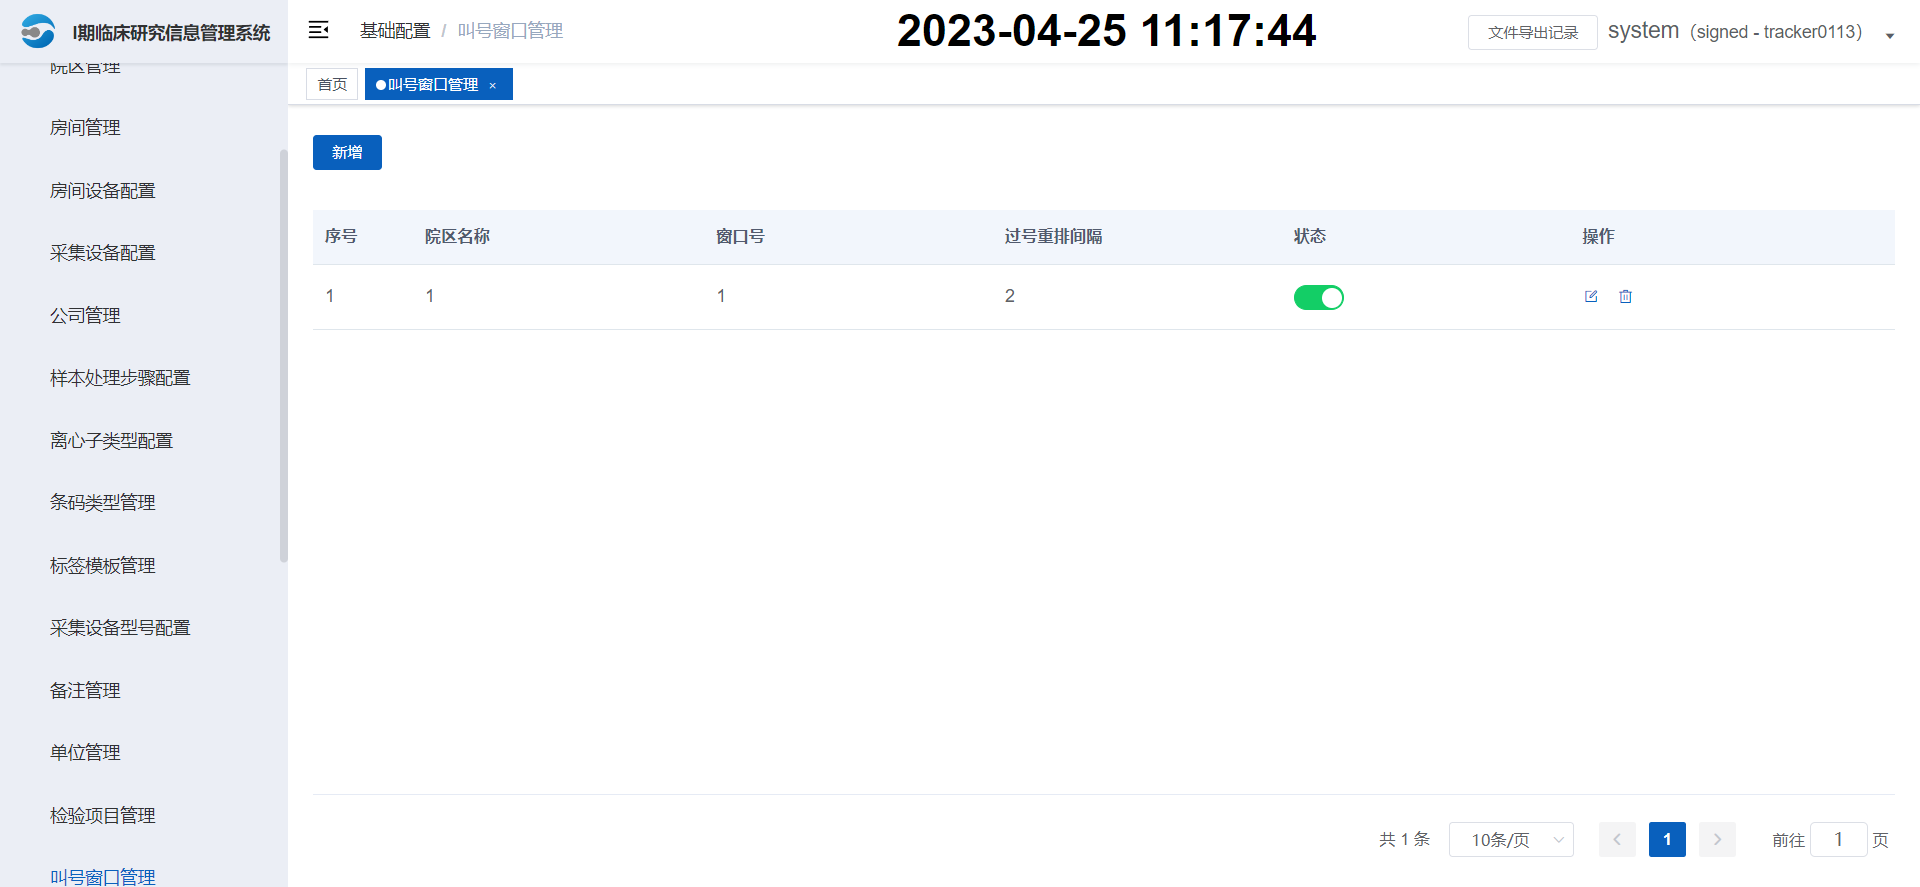 I期临床研究信息管理系统
基础配置 / 叫号窗口管理
2023-04-25 11:17:44
文件导出记录
system（signed - tracker0113）
院区管理
房间管理
房间设备配置
采集设备配置
公司管理
样本处理步骤配置
离心子类型配置
条码类型管理
标签模板管理
采集设备型号配置
备注管理
单位管理
检验项目管理
叫号窗口管理
首页
叫号窗口管理 ×
新增
序号 院区名称 窗口号 过号重排间隔 状态 操作
1 1 1 2
共 1 条 10条/页 1 前往 1 页